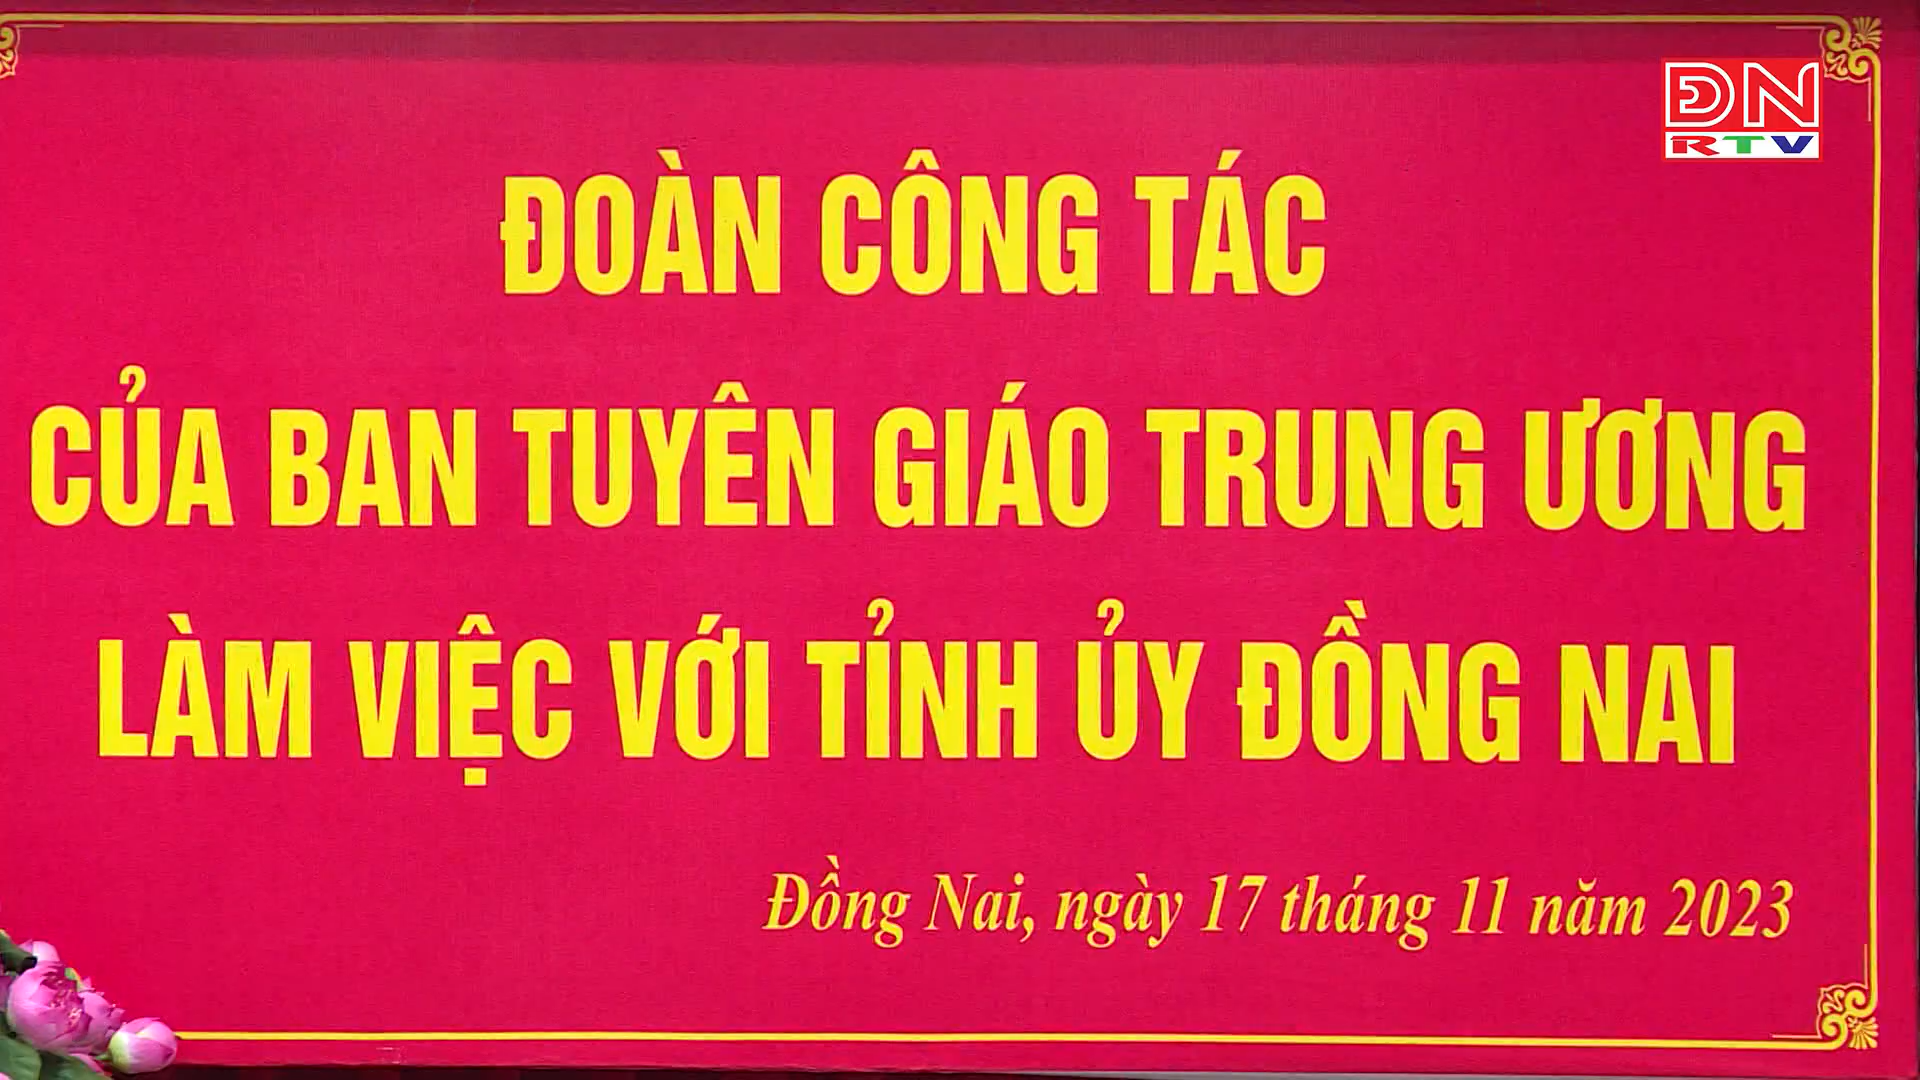 ĐN
RTV
ĐOÀN CÔNG TÁC
CỦA BAN TUYÊN GIÁO TRUNG ƯƠNG
LÀM VIỆC VỚI TỈNH ỦY ĐỒNG NAI
Đồng Nai, ngày 17 tháng 11 năm 2023